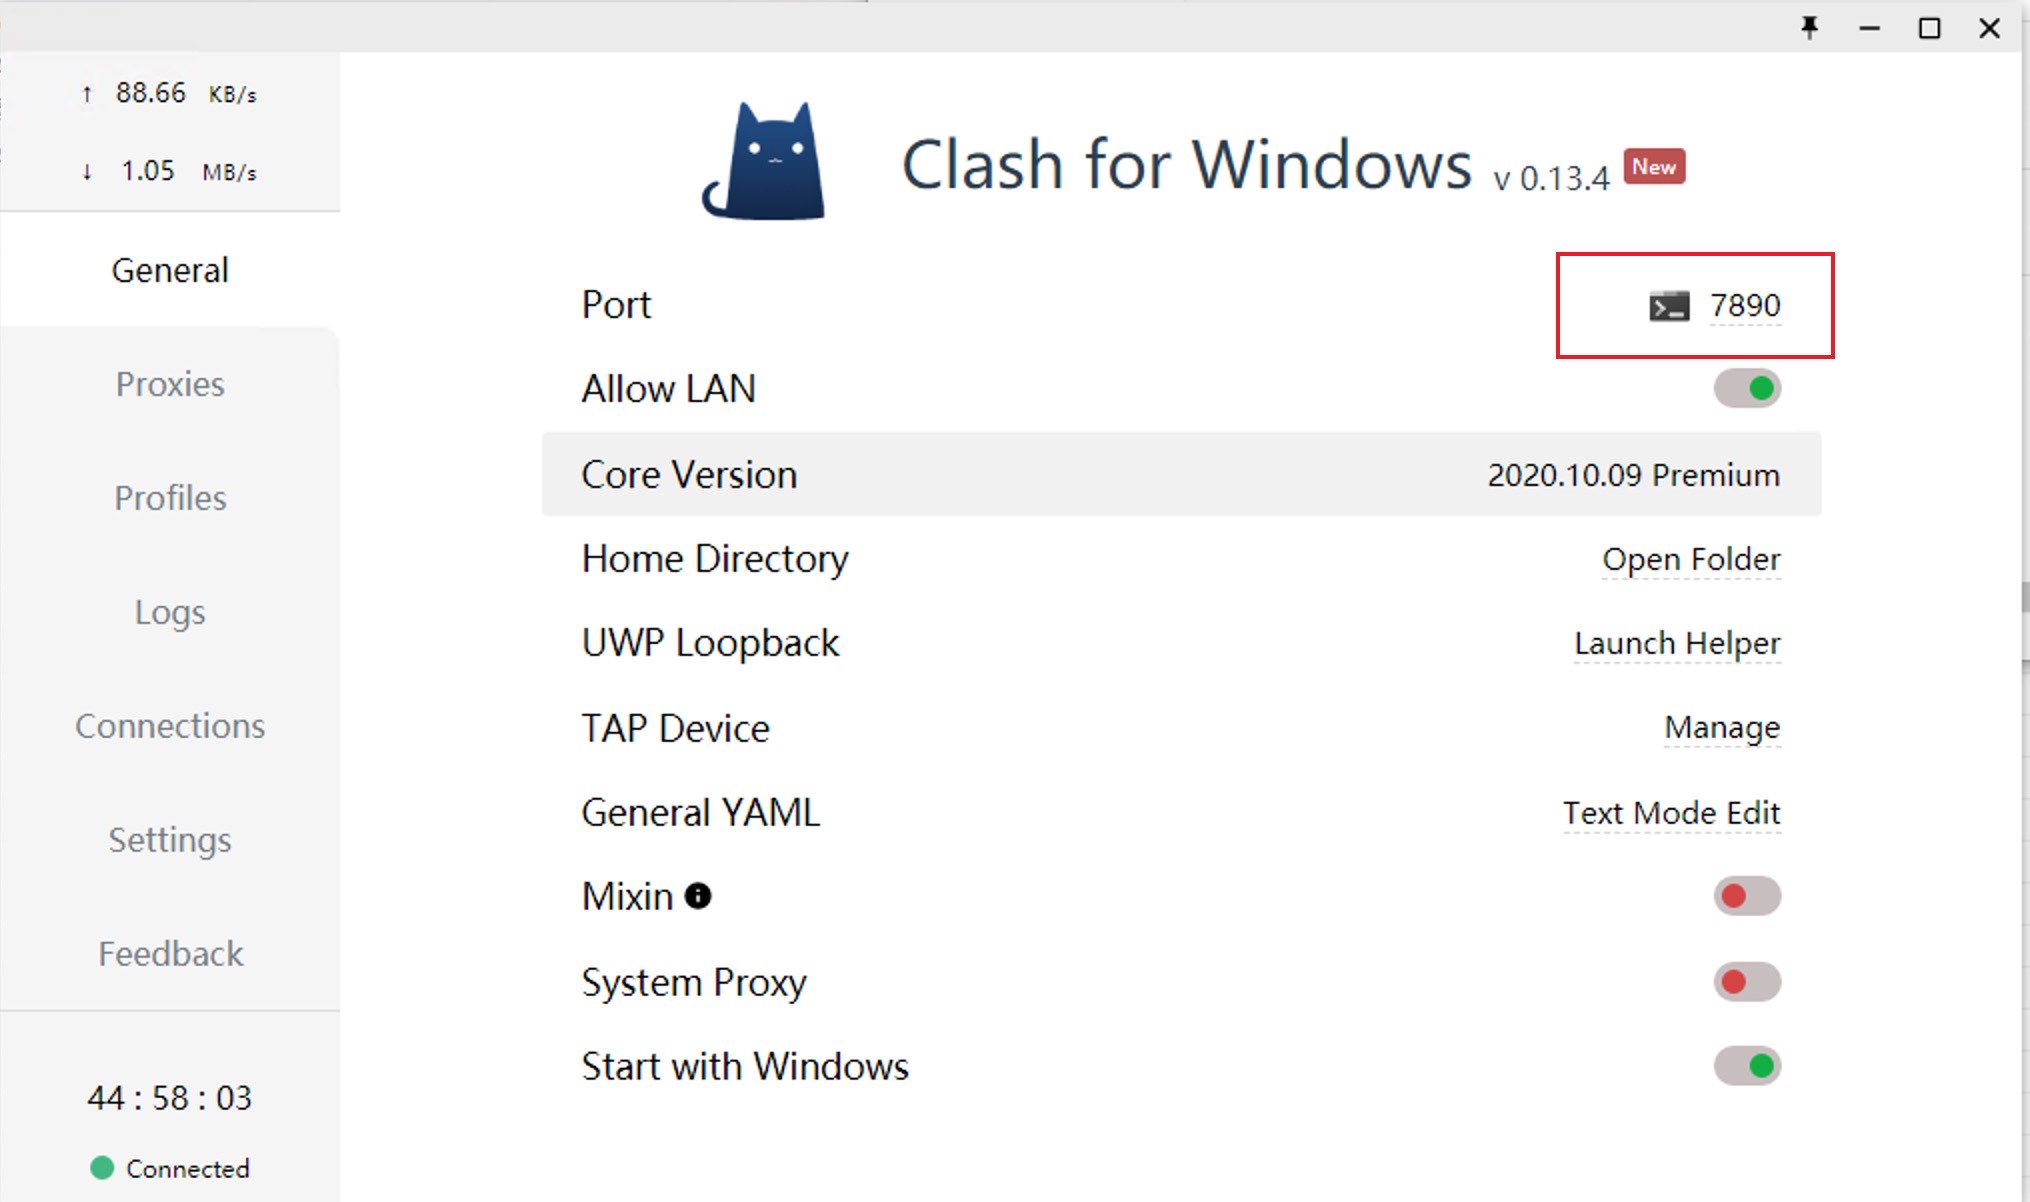 ↑ 88.66 KB/s
↓ 1.05 MB/s
General
Proxies
Profiles
Logs
Connections
Settings
Feedback
44 : 58 : 03
Connected
Clash for Windows v 0.13.4 New
Port 7890
Allow LAN
Core Version 2020.10.09 Premium
Home Directory Open Folder
UWP Loopback Launch Helper
TAP Device Manage
General YAML Text Mode Edit
Mixin
System Proxy
Start with Windows